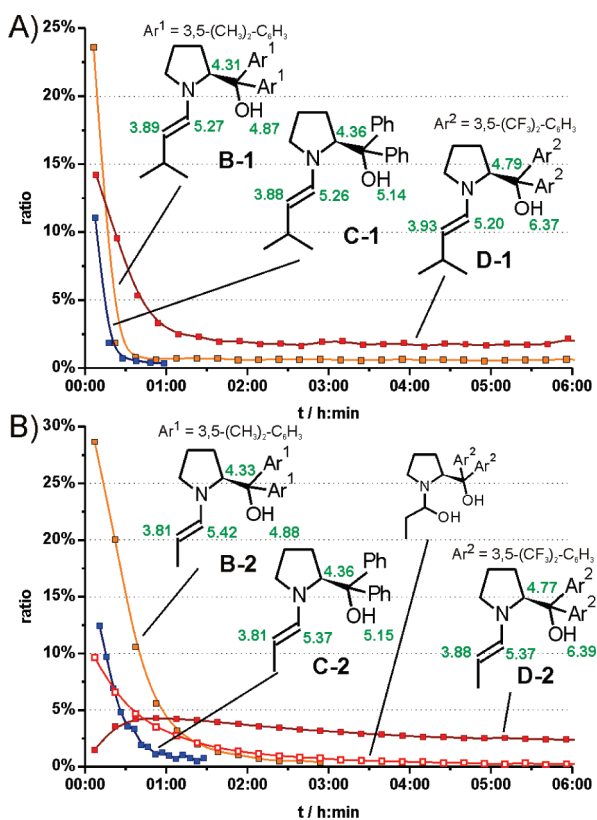 A)
25%
20%
15%
10%
5%
0%
ratio
Ar1 = 3,5-(CH3)2-C6H3
4.31
Ar1
Ar1
N
OH
3.89
5.27
4.87
B-1
4.36
Ph
Ph
N
OH
3.88
5.26
5.14
C-1
Ar2 = 3,5-(CF3)2-C6H3
4.79
Ar2
Ar2
N
OH
3.93
5.20
6.37
D-1
00:00 01:00 02:00 03:00 04:00 05:00 06:00
t / h:min
B)
30%
25%
20%
15%
10%
5%
0%
ratio
Ar1 = 3,5-(CH3)2-C6H3
4.33
Ar1
Ar1
N
OH
3.81
5.42
4.88
B-2
4.36
Ph
Ph
N
OH
3.81
5.37
5.15
C-2
Ar2
Ar2
N
OH
OH
Ar2 = 3,5-(CF3)2-C6H3
4.77
Ar2
Ar2
N
OH
3.88
5.37
6.39
D-2
00:00 01:00 02:00 03:00 04:00 05:00 06:00
t / h:min